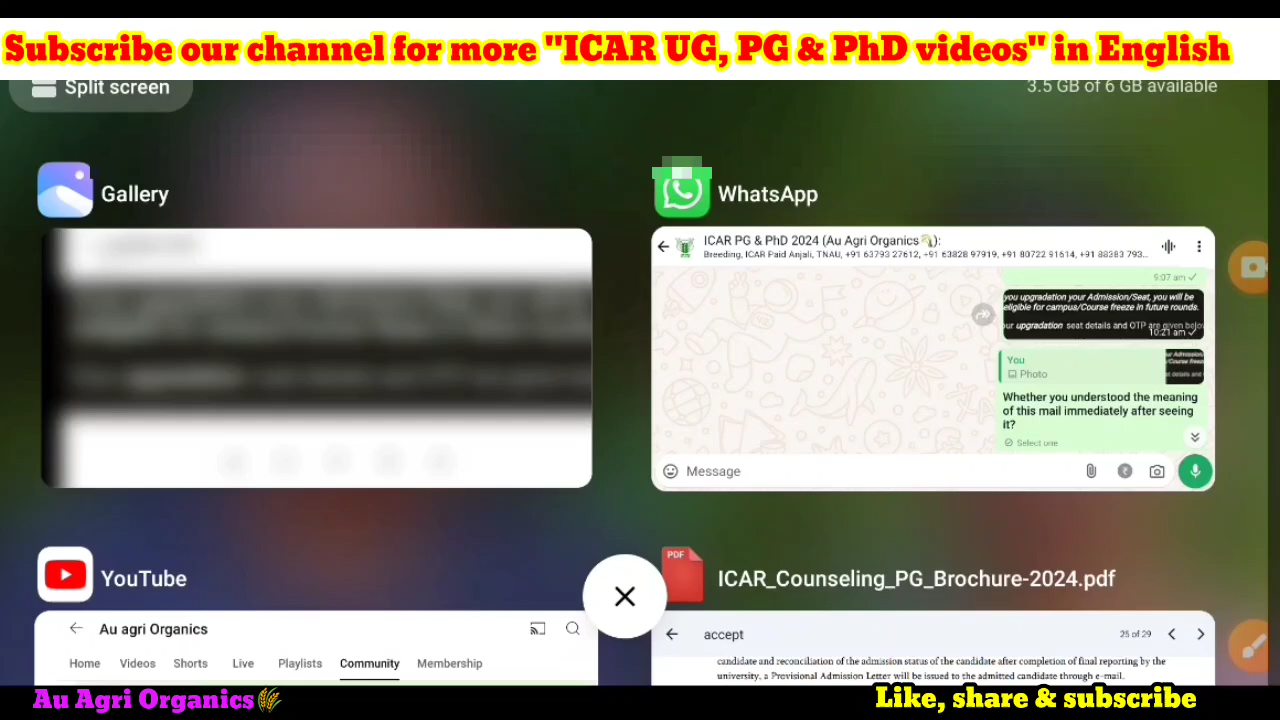 Subscribe our channel for more "ICAR UG, PG & PhD videos" in English
Split screen
3.5 GB of 6 GB available
Gallery
WhatsApp
ICAR PG & PhD 2024 (Au Agri Organics🌾):
Breeding, ICAR Paid Anjali, TNAU, +91 63793 27612, +91 63828 97919, +91 80722 91614, +91 88383 793...
9:07 am
you upgradation your Admission/Seat, you will be
eligible for campus/Course freeze in future rounds.
our upgradation seat details and OTP are given below
10:21 am
You
Photo
Whether you understood the meaning
of this mail immediately after seeing
it?
Select one
Message
YouTube
PDF
ICAR_Counseling_PG_Brochure-2024.pdf
Au agri Organics
Home Videos Shorts Live Playlists Community Membership
accept
25 of 29
candidate and reconciliation of the admission status of the candidate after completion of final reporting by the
university, a Provisional Admission Letter will be issued to the admitted candidate through e-mail.
Au Agri Organics🌾
Like, share & subscribe